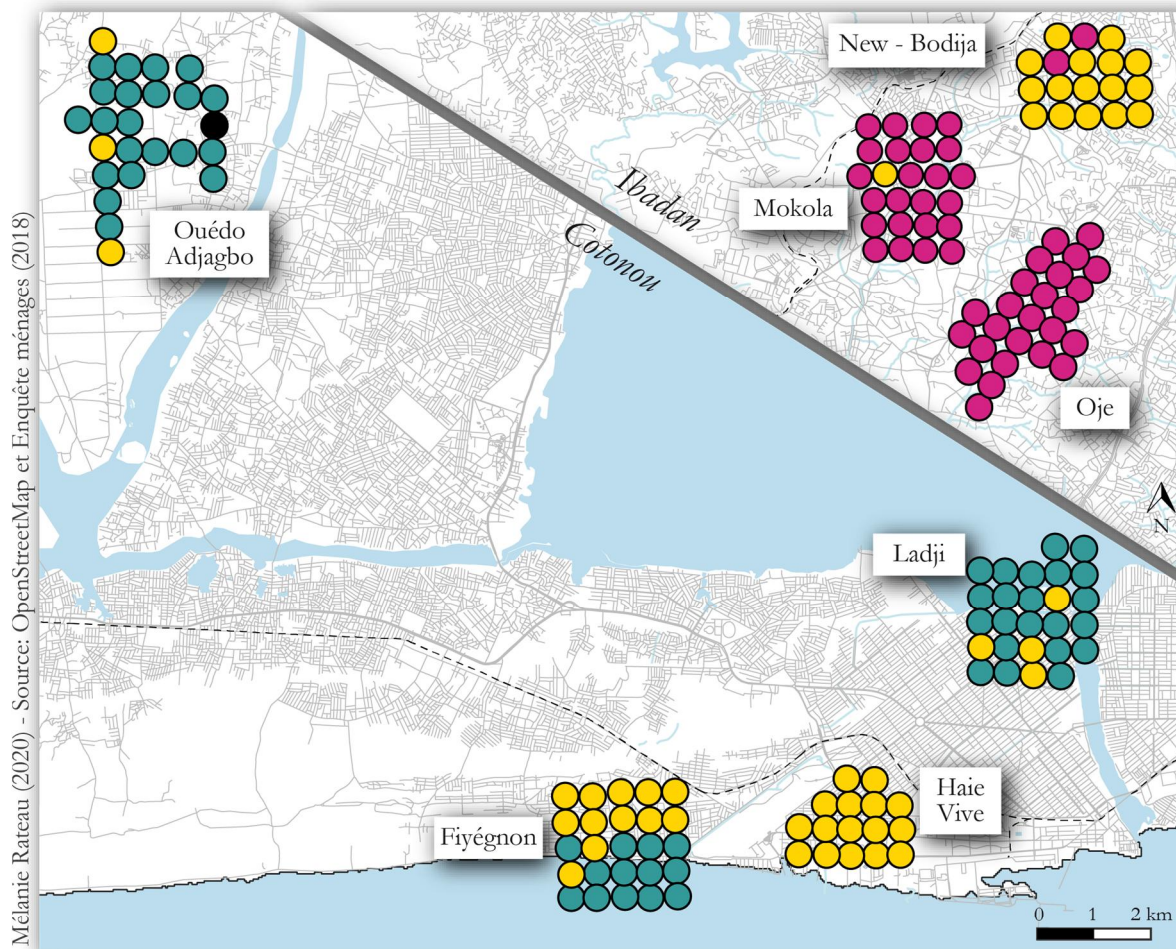 New - Bodija
Mokola
Ibadan
Cotonou
Ouédo
Adjagbo
Oje
N
Ladji
Haie
Vive
Fiyégnon
0 1 2 km
Mélanie Rateau (2020) - Source: OpenStreetMap et Enquête ménages (2018)